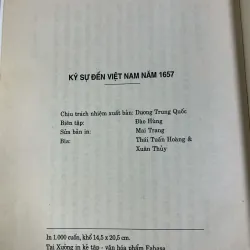 KÝ SỰ ĐẾN VIỆT NAM NĂM 1657
Chịu trách nhiệm xuất bản: Dương Trung Quốc
Biên tập: Đào Hùng
Sửa bản in: Mai Trang
Bìa: Thái Tuấn Hoàng &
Xuân Thủy
In 1.000 cuốn, khổ 14,5 x 20,5 cm.
Tại Xưởng in kê tập - văn hóa phẩm Fahasa